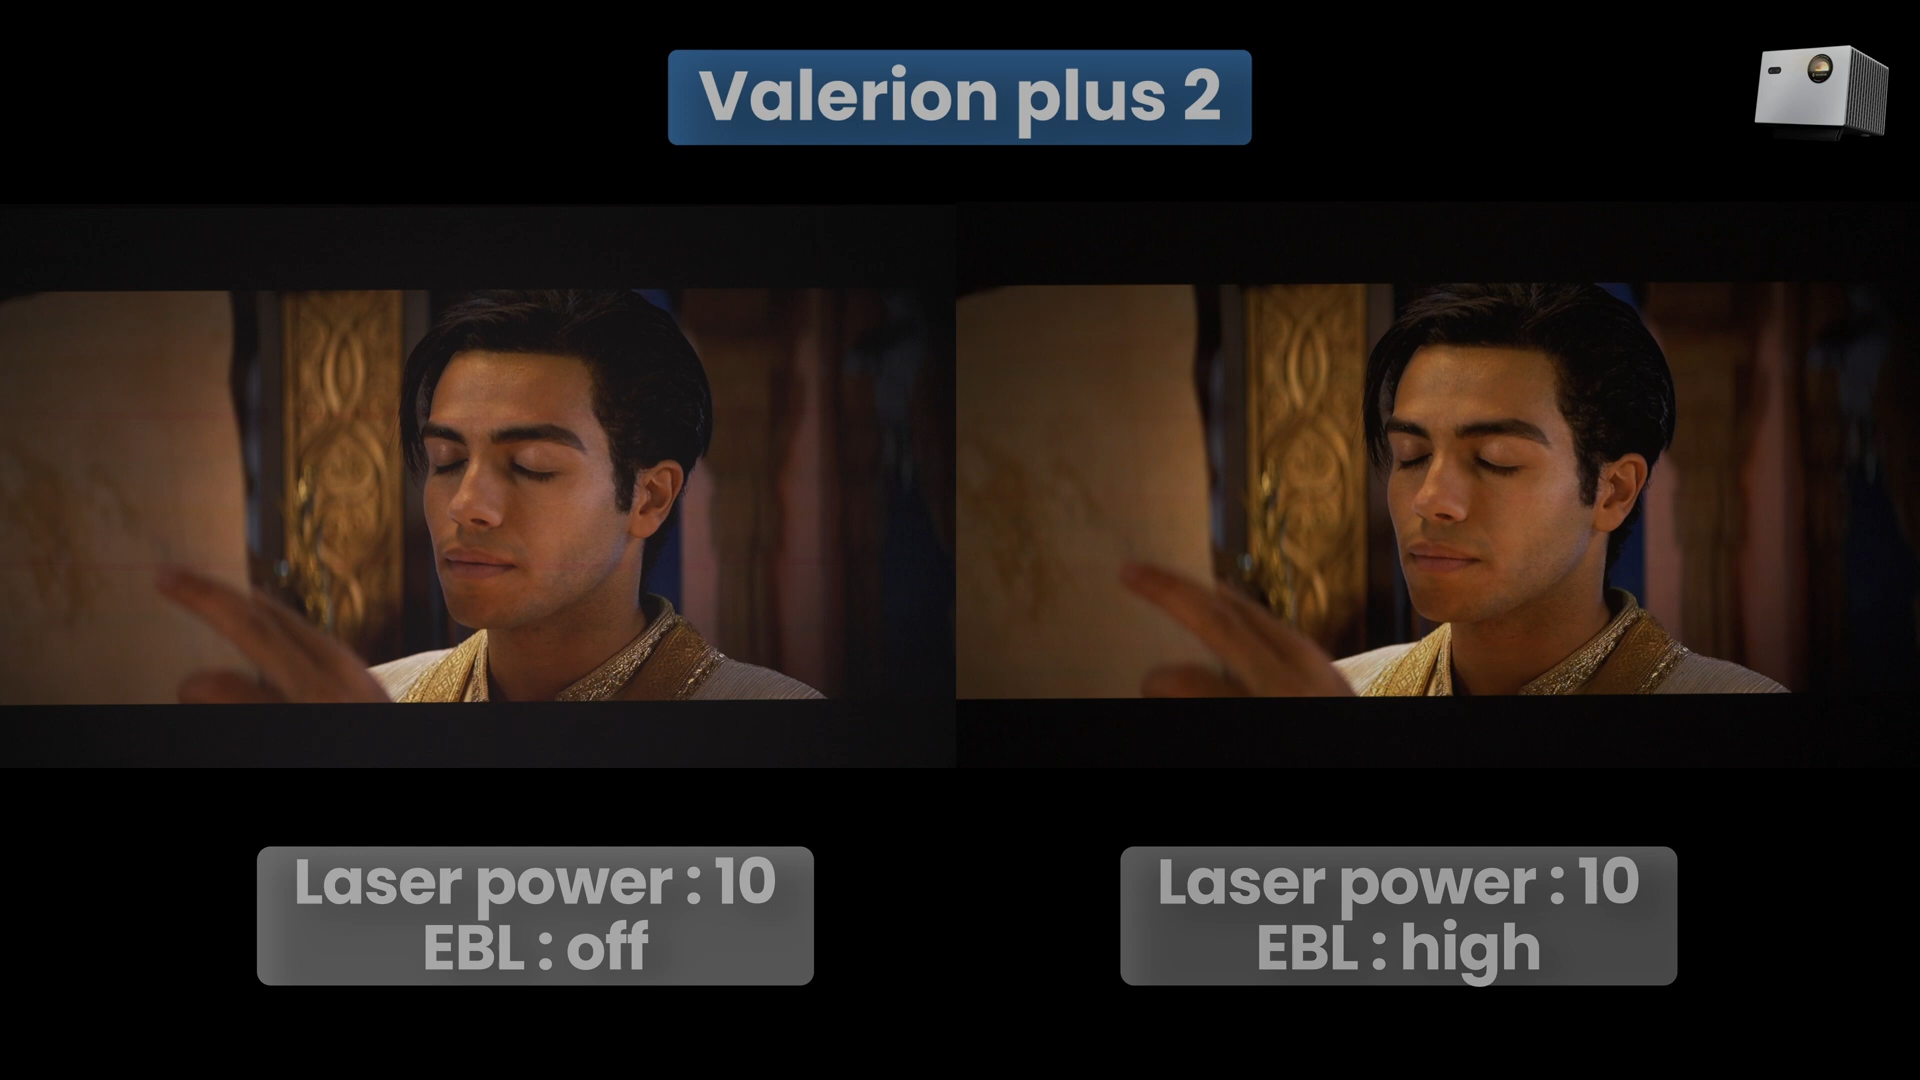 Valerion plus 2
Laser power : 10
EBL : off
Laser power : 10
EBL : high